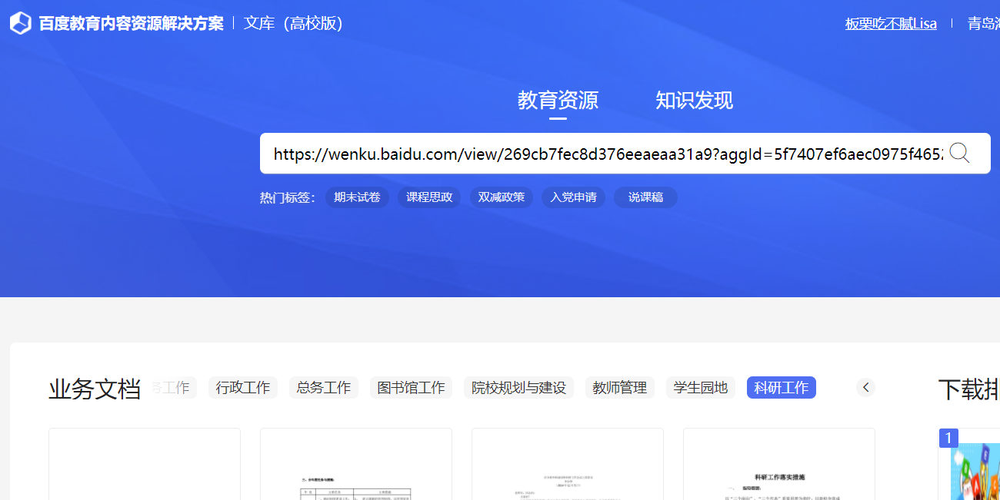 百度教育内容资源解决方案 | 文库（高校版）
板栗吃不腻Lisa | 青岛
教育资源 知识发现
https://wenku.baidu.com/view/269cb7fec8d376eeaeaa31a9?aggId=5f7407ef6aec0975f465
热门标签： 期末试卷 课程思政 双减政策 入党申请 说课稿
业务文档 务工作 行政工作 总务工作 图书馆工作 院校规划与建设 教师管理 学生园地 科研工作 下载排
1
科研工作落实措施